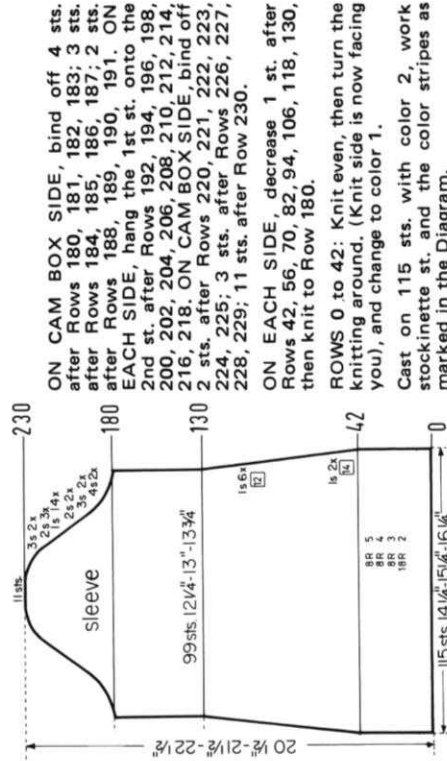 230
180
130
42
0
11 sts.
3s 2x
2s 3x
1s 14x
2s 2x
3s 2x
4s 2x
sleeve
99 sts. 12¼"-13"-13¾"
1s 6x
12
1s 2x
14
8R 5
8R 4
8R 3
18R 2
115 sts. 14¼"-15¼"-16¼"
20½"-21½"-22½"
ON CAM BOX SIDE, bind off 4 sts.
after Rows 180, 181, 182, 183; 3 sts.
after Rows 184, 185, 186, 187; 2 sts.
after Rows 188, 189, 190, 191. ON
EACH SIDE, hang the 1st st. onto the
2nd st. after Rows 192, 194, 196, 198,
200, 202, 204, 206, 208, 210, 212, 214,
216, 218. ON CAM BOX SIDE, bind off
2 sts. after Rows 220, 221, 222, 223,
224, 225; 3 sts. after Rows 226, 227,
228, 229; 11 sts. after Row 230.
ON EACH SIDE, decrease 1 st. after
Rows 42, 56, 70, 82, 94, 106, 118, 130,
then knit to Row 180.
ROWS 0 to 42: Knit even, then turn the
knitting around. (Knit side is now facing
you), and change to color 1.
Cast on 115 sts. with color 2, work
stockinette st. and the color stripes as
marked in the Diagram.